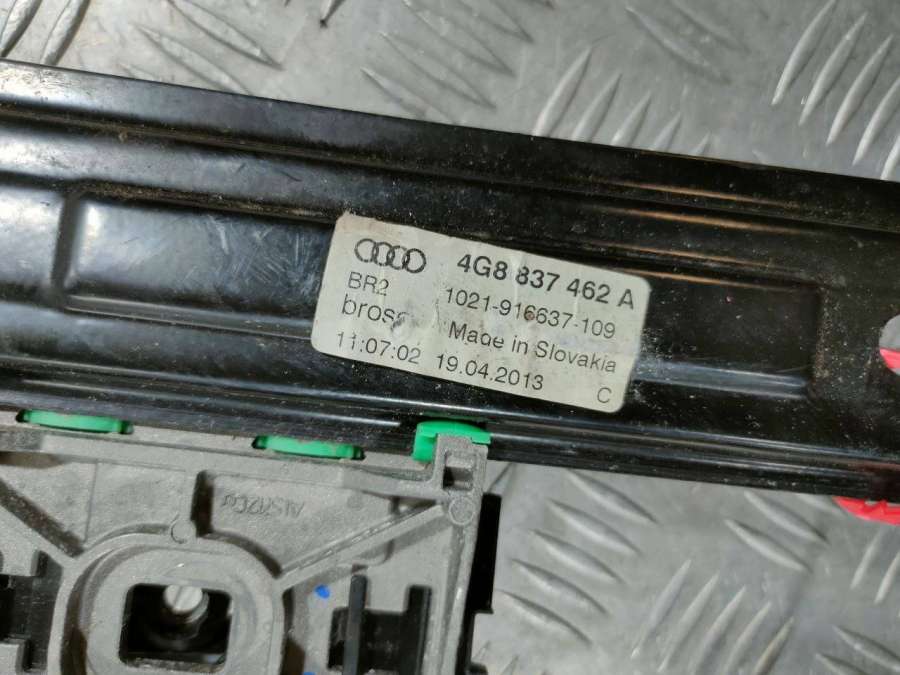 4G8 837 462 A
BR2 1021-916637-109
Made in Slovakia
11:07:02 19.04.2013 C